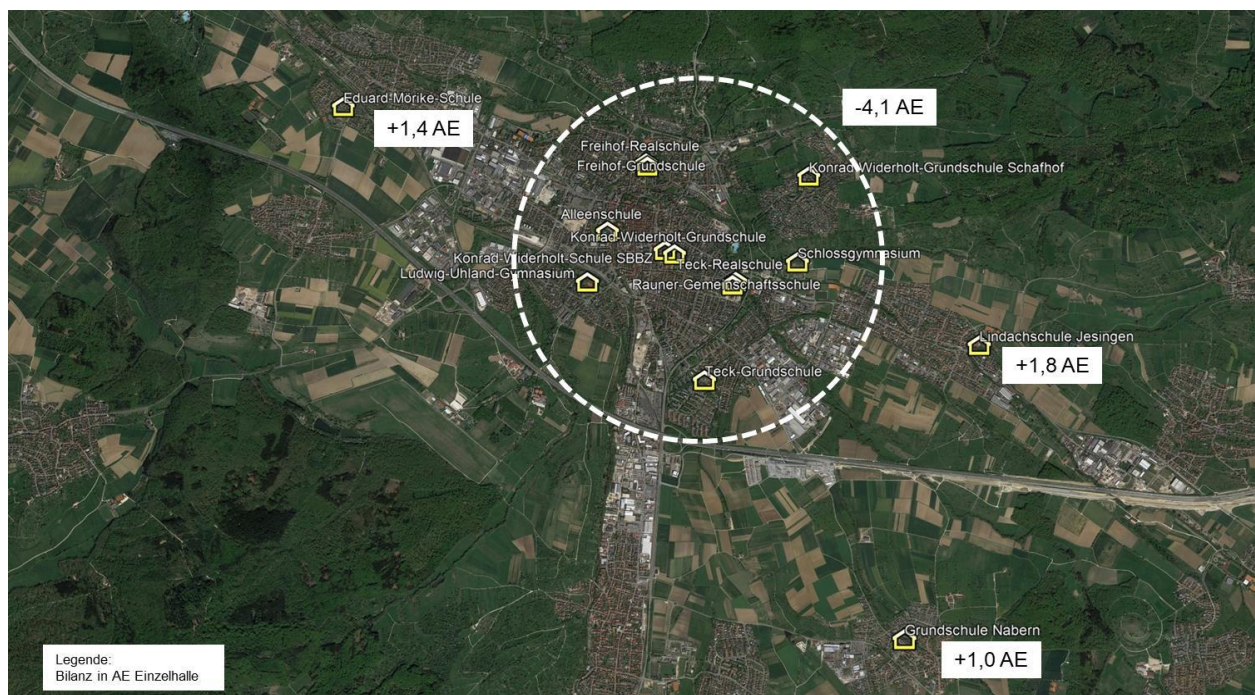 Eduard-Mörike-Schule
+1,4 AE
-4,1 AE
Freihof-Realschule
Freihof-Grundschule
Konrad-Widerholt-Grundschule Schafhof
Alleenschule
Konrad-Widerholt-Grundschule
Konrad-Widerholt-Schule SBBZ
Teck-Realschule
Schlossgymnasium
Ludwig-Uhland-Gymnasium
Rauner-Gemeinschaftsschule
Lindachschule Jesingen
+1,8 AE
Teck-Grundschule
Grundschule Nabern
+1,0 AE
Legende:
Bilanz in AE Einzelhalle